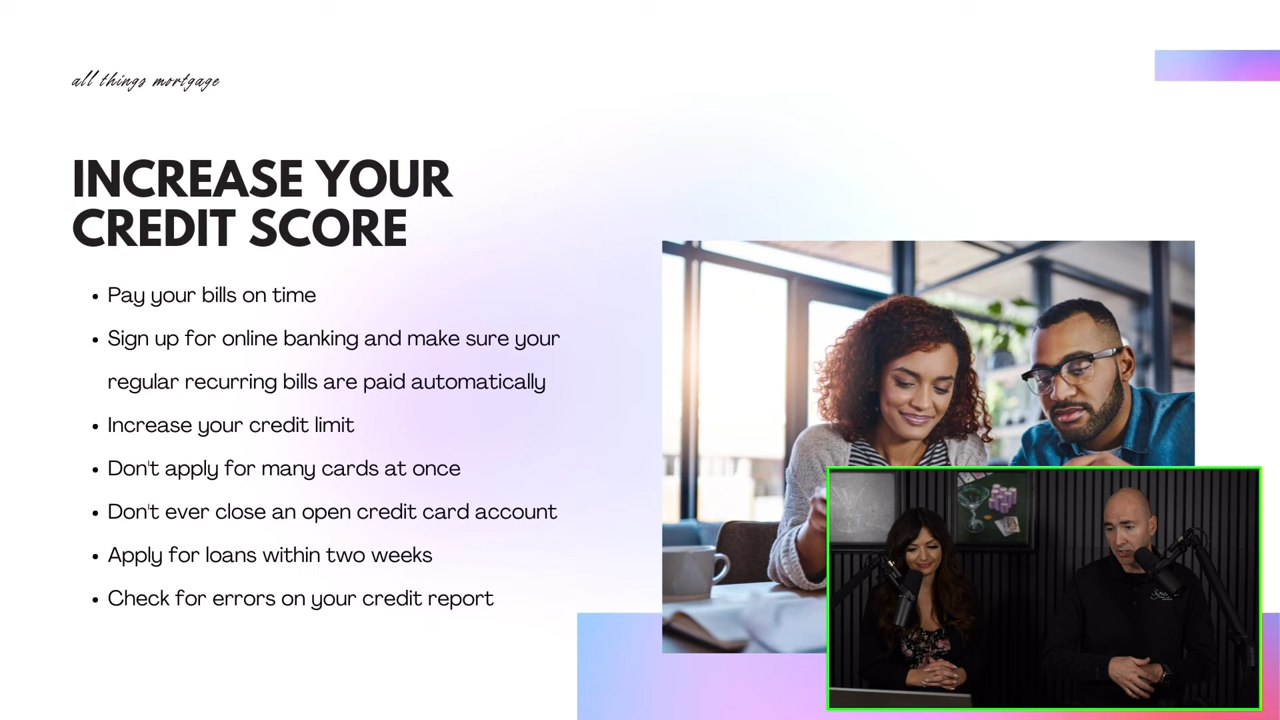 all things mortgage
INCREASE YOUR
CREDIT SCORE
• Pay your bills on time
• Sign up for online banking and make sure your
regular recurring bills are paid automatically
• Increase your credit limit
• Don't apply for many cards at once
• Don't ever close an open credit card account
• Apply for loans within two weeks
• Check for errors on your credit report